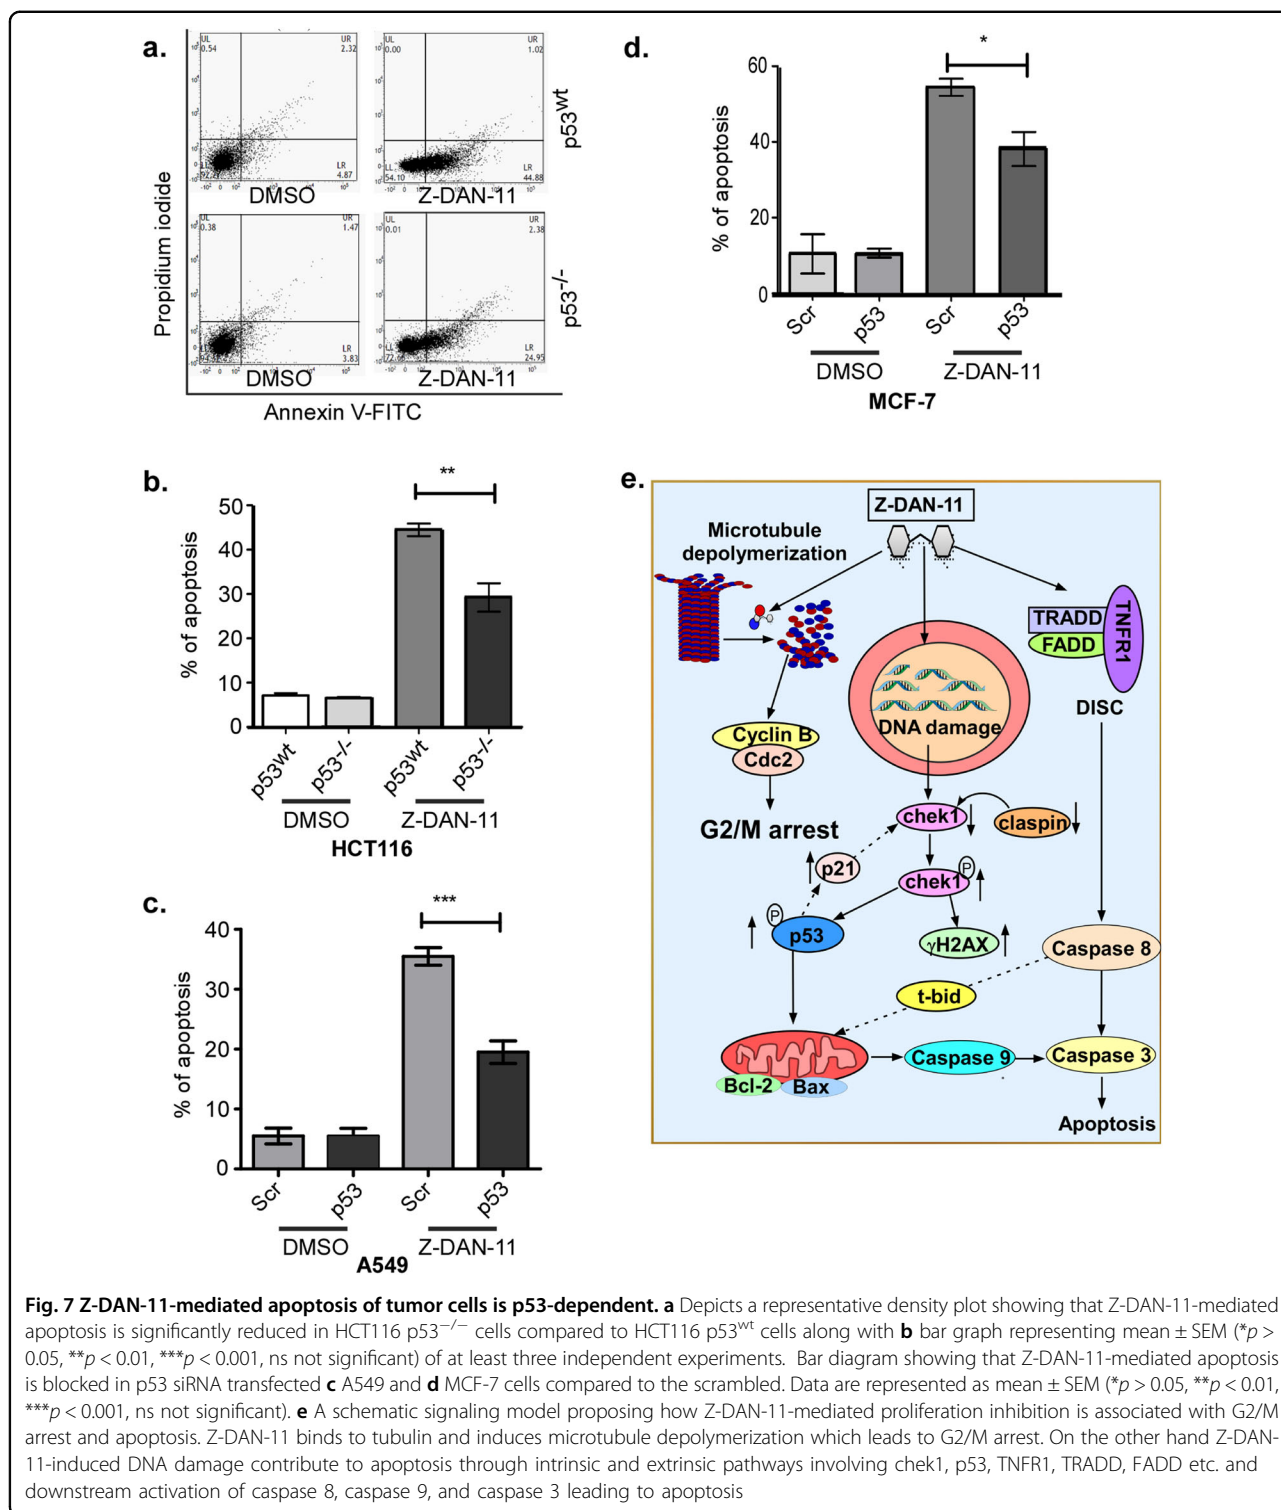 a.
UL
0.54
UR
2.32
LR
4.87
DMSO
UL
0.00
UR
1.02
54.10
LR
44.88
Z-DAN-11
p53wt
UL
0.38
UR
1.47
LR
3.83
DMSO
UL
0.01
UR
2.38
LR
24.95
Z-DAN-11
p53-/-
Propidium iodide
Annexin V-FITC
b.
**
% of apoptosis
50
40
30
20
10
0
p53wt
p53-/-
p53wt
p53-/-
DMSO
Z-DAN-11
HCT116
c.
***
% of apoptosis
40
30
20
10
0
Scr
p53
Scr
p53
DMSO
Z-DAN-11
A549
d.
*
% of apoptosis
60
40
20
0
Scr
p53
Scr
p53
DMSO
Z-DAN-11
MCF-7
e.
Z-DAN-11
Microtubule
depolymerization
TRADD
FADD
TNFR1
DISC
DNA damage
Cyclin B
Cdc2
G2/M arrest
chek1
claspin
p21
chek1
P
P
p53
γH2AX
Caspase 8
t-bid
Bcl-2
Bax
Caspase 9
Caspase 3
Apoptosis
Fig. 7 Z-DAN-11-mediated apoptosis of tumor cells is p53-dependent. a Depicts a representative density plot showing that Z-DAN-11-mediated
apoptosis is significantly reduced in HCT116 p53−/− cells compared to HCT116 p53wt cells along with b bar graph representing mean ± SEM (*p >
0.05, **p < 0.01, ***p < 0.001, ns not significant) of at least three independent experiments. Bar diagram showing that Z-DAN-11-mediated apoptosis
is blocked in p53 siRNA transfected c A549 and d MCF-7 cells compared to the scrambled. Data are represented as mean ± SEM (*p > 0.05, **p < 0.01,
***p < 0.001, ns not significant). e A schematic signaling model proposing how Z-DAN-11-mediated proliferation inhibition is associated with G2/M
arrest and apoptosis. Z-DAN-11 binds to tubulin and induces microtubule depolymerization which leads to G2/M arrest. On the other hand Z-DAN-
11-induced DNA damage contribute to apoptosis through intrinsic and extrinsic pathways involving chek1, p53, TNFR1, TRADD, FADD etc. and
downstream activation of caspase 8, caspase 9, and caspase 3 leading to apoptosis